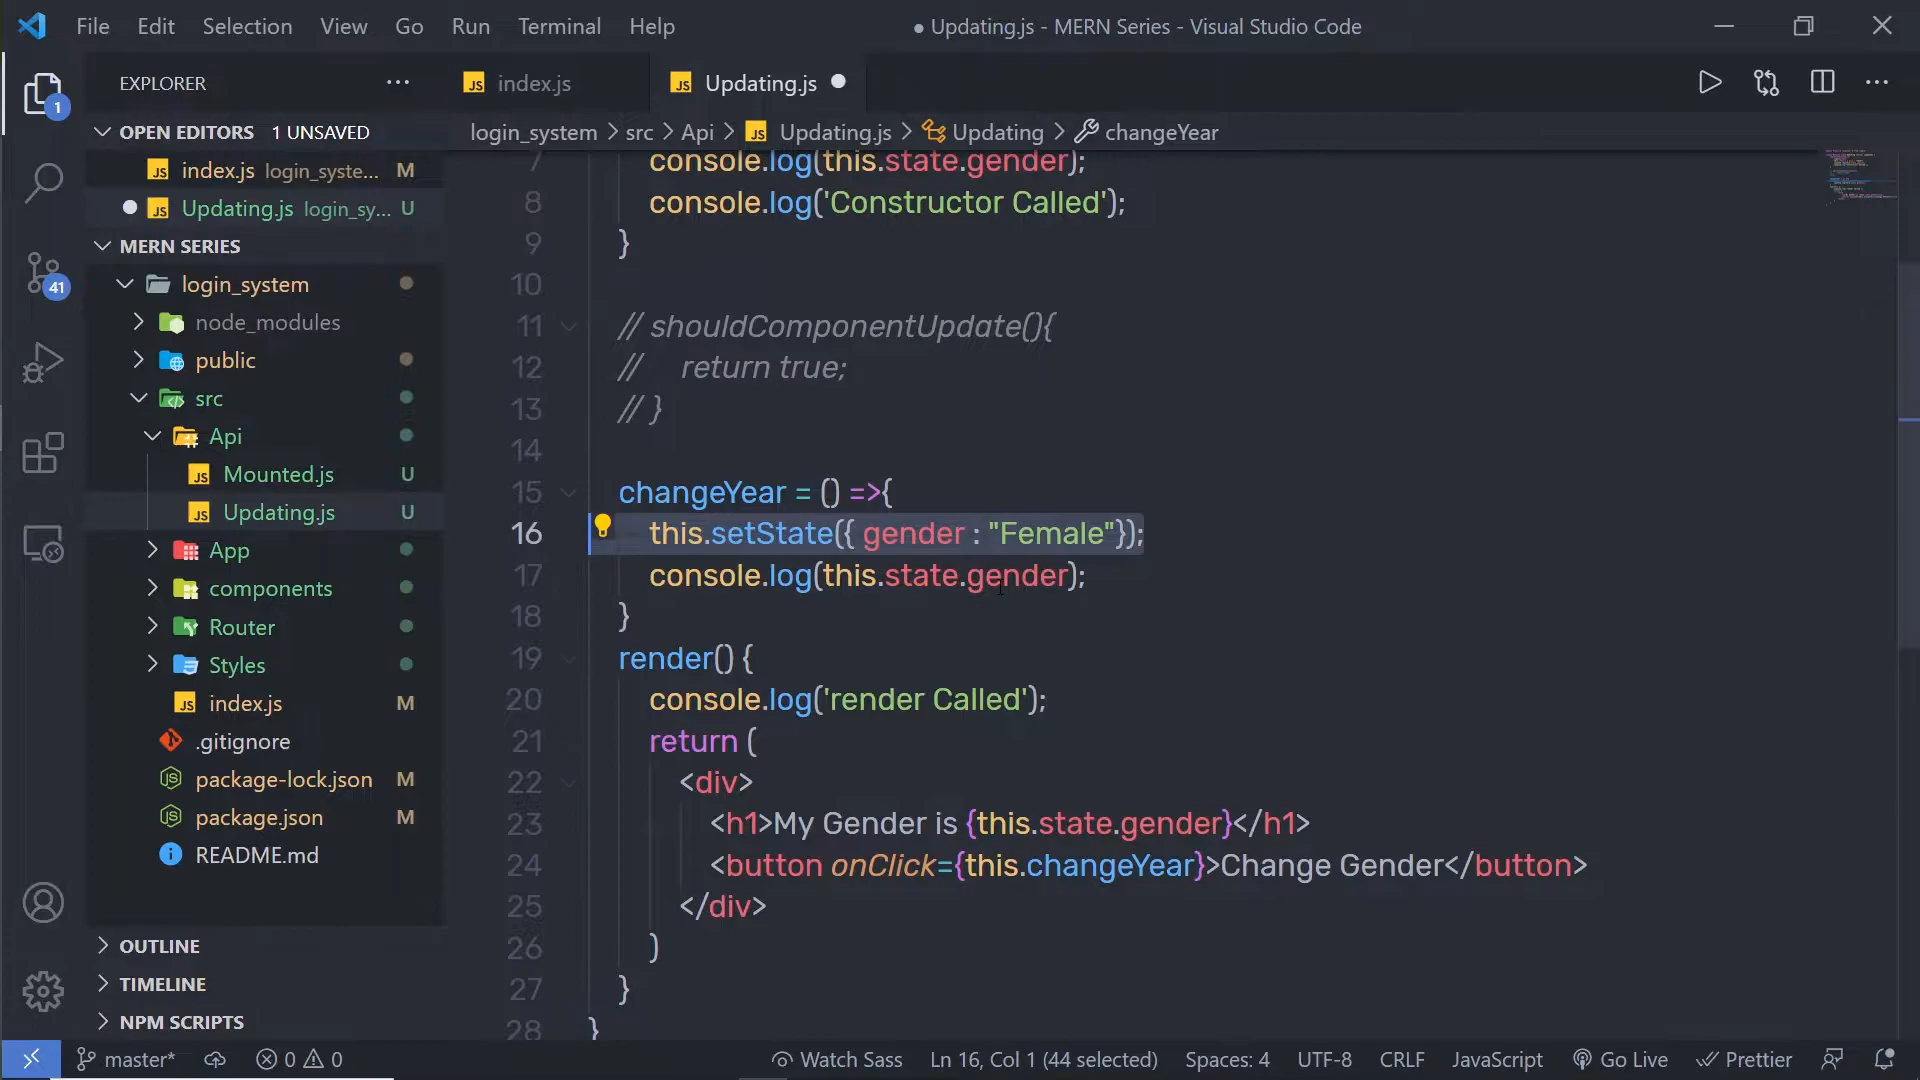 File Edit Selection View Go Run Terminal Help
● Updating.js - MERN Series - Visual Studio Code
EXPLORER
index.js
Updating.js
1
OPEN EDITORS 1 UNSAVED
index.js login_syste... M
Updating.js login_sy... U
MERN SERIES
login_system
node_modules
public
src
Api
Mounted.js U
Updating.js U
App
components
Router
Styles
index.js M
.gitignore
package-lock.json M
package.json M
README.md
OUTLINE
TIMELINE
NPM SCRIPTS
41
login_system > src > Api > Updating.js > Updating > changeYear
7 console.log(this.state.gender);
8 console.log('Constructor Called');
9 }
10
11 // shouldComponentUpdate(){
12 // return true;
13 // }
14
15 changeYear = () =>{
16 this.setState({ gender : "Female"});
17 console.log(this.state.gender);
18 }
19 render() {
20 console.log('render Called');
21 return (
22 <div>
23 <h1>My Gender is {this.state.gender}</h1>
24 <button onClick={this.changeYear}>Change Gender</button>
25 </div>
26 )
27 }
28 }
master* 0 0 Watch Sass Ln 16, Col 1 (44 selected) Spaces: 4 UTF-8 CRLF JavaScript Go Live Prettier